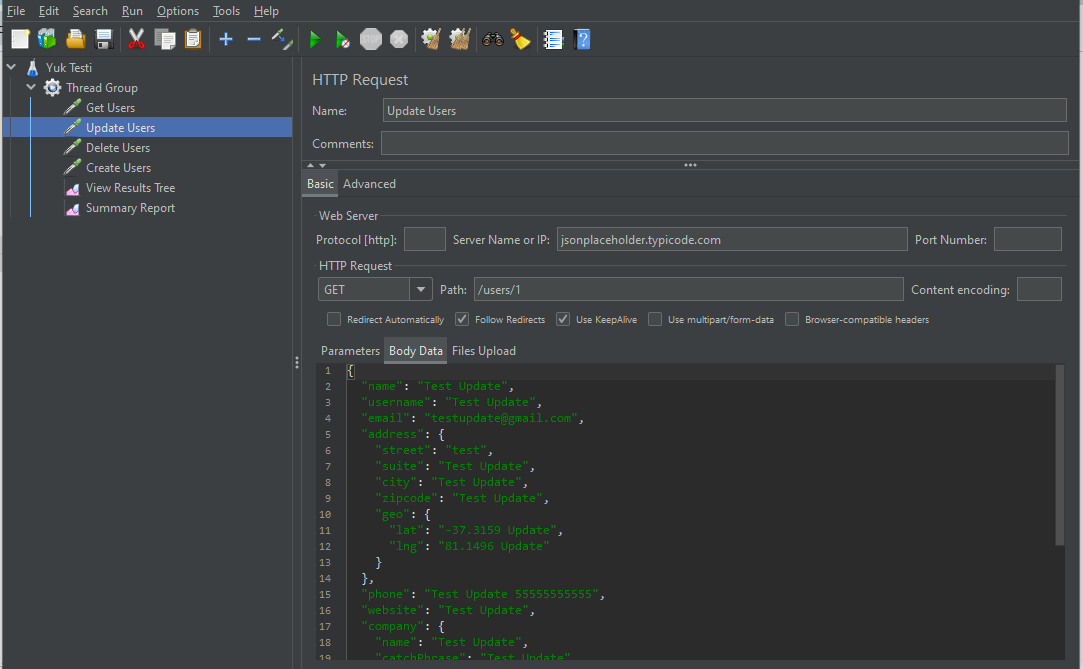 File Edit Search Run Options Tools Help
Yuk Testi
Thread Group
Get Users
Update Users
Delete Users
Create Users
View Results Tree
Summary Report
HTTP Request
Name: Update Users
Comments:
Basic Advanced
Web Server
Protocol [http]: Server Name or IP: jsonplaceholder.typicode.com Port Number:
HTTP Request
GET Path: /users/1 Content encoding:
Redirect Automatically Follow Redirects Use KeepAlive Use multipart/form-data Browser-compatible headers
Parameters Body Data Files Upload
1 {
2 "name": "Test Update",
3 "username": "Test Update",
4 "email": "testupdate@gmail.com",
5 "address": {
6 "street": "test",
7 "suite": "Test Update",
8 "city": "Test Update",
9 "zipcode": "Test Update",
10 "geo": {
11 "lat": "-37.3159 Update",
12 "lng": "81.1496 Update"
13 }
14 },
15 "phone": "Test Update 55555555555",
16 "website": "Test Update",
17 "company": {
18 "name": "Test Update",
19 "catchPhrase": "Test Update"